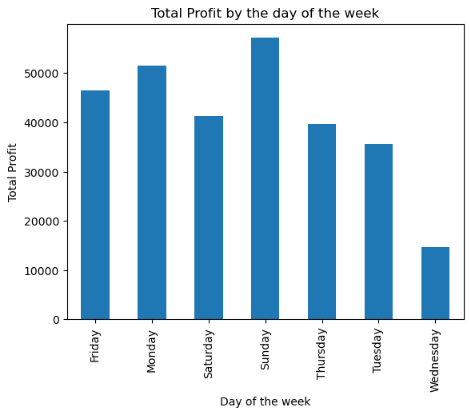 Total Profit by the day of the week
Total Profit
50000
40000
30000
20000
10000
0
Friday
Monday
Saturday
Sunday
Thursday
Tuesday
Wednesday
Day of the week